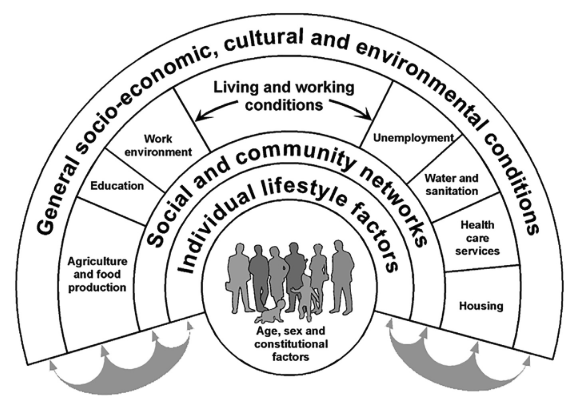 General socio-economic, cultural and environmental conditions
Living and working
conditions
Work
environment
Unemployment
Education
Water and
sanitation
Social and community networks
Individual lifestyle factors
Agriculture
and food
production
Health
care
services
Housing
Age, sex and
constitutional
factors